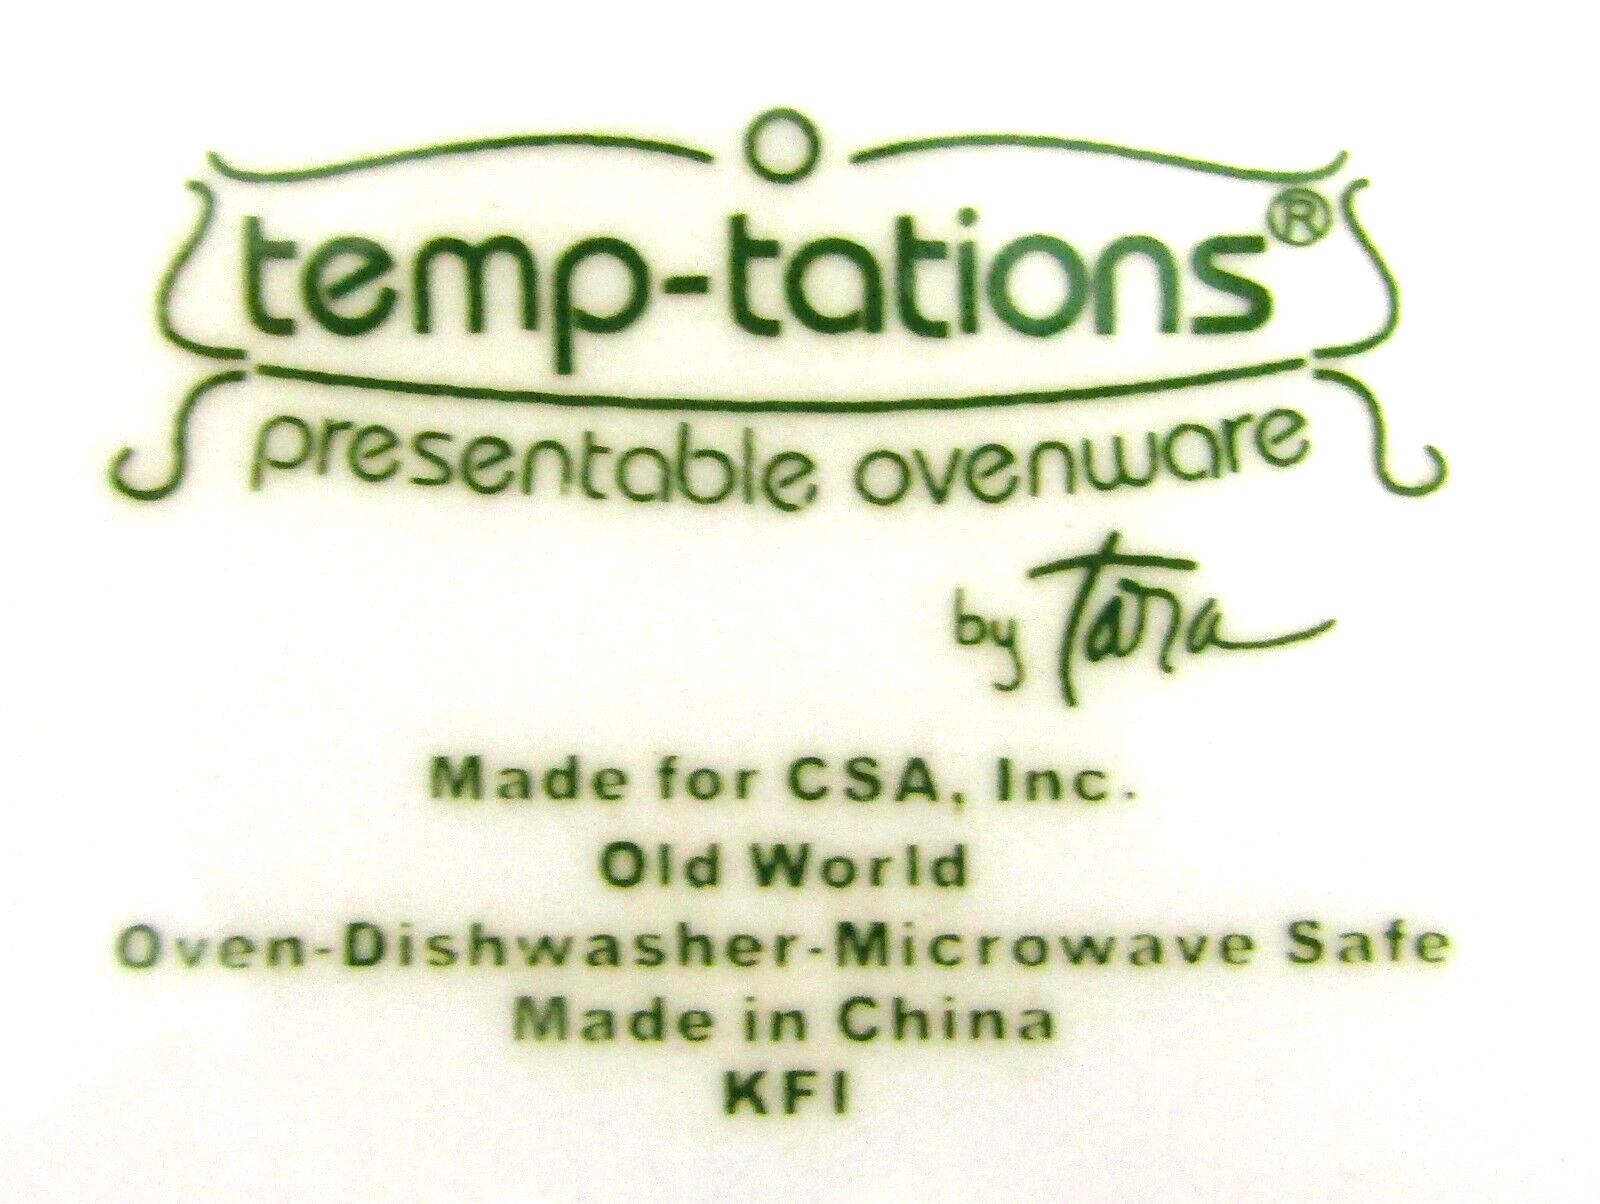 temp-tations®
presentable ovenware
by Tara
Made for CSA, Inc.
Old World
Oven-Dishwasher-Microwave Safe
Made in China
KFI